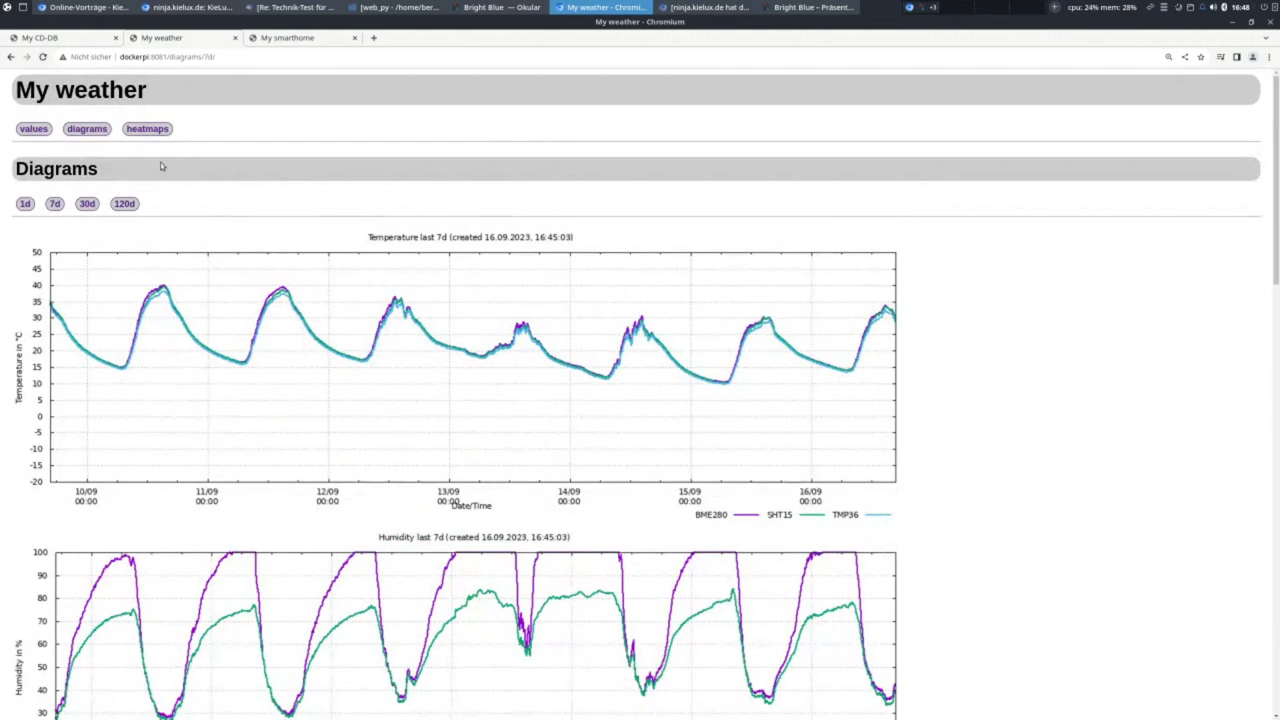 Online-Vorträge - Kie...
ninja.kielux.de: KieLu...
[Re: Technik-Test für ...
[web_py - /home/ber...
Bright Blue — Okular
My weather - Chromi...
[ninja.kielux.de hat d...
Bright Blue – Präsent...
+3
cpu: 24% mem: 28%
16:48
My weather - Chromium
My CD-DB
My weather
My smarthome
Nicht sicher
dockerpi:8081/diagrams/7d/
My weather
values diagrams heatmaps
Diagrams
1d 7d 30d 120d
Temperature last 7d (created 16.09.2023, 16:45:03)
50
45
40
35
30
25
20
15
10
5
0
-5
-10
-15
-20
Temperature in °C
10/09 11/09 12/09 13/09 14/09 15/09 16/09
00:00 00:00 00:00 00:00 00:00 00:00 00:00
Date/Time
BME280 SHT15 TMP36
Humidity last 7d (created 16.09.2023, 16:45:03)
100
90
80
70
60
50
40
30
Humidity in %